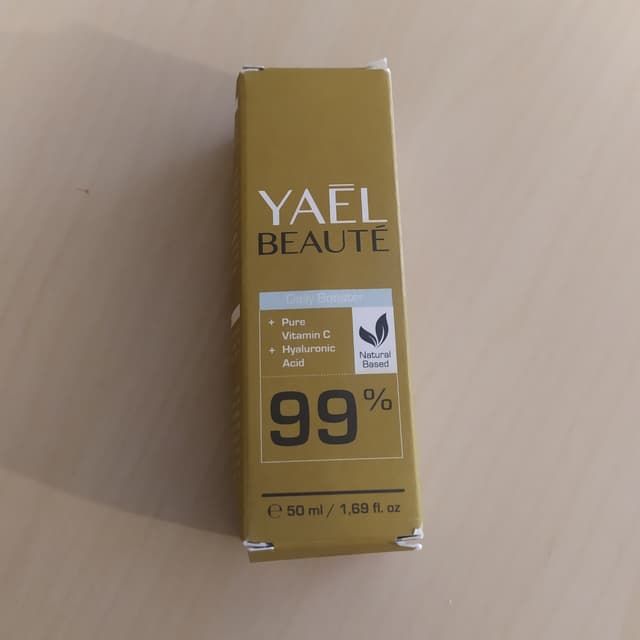 YAĒL
BEAUTÉ
Daily Booster
+ Pure
Vitamin C
+ Hyaluronic
Acid
Natural
Based
99%
℮ 50 ml / 1,69 fl. oz